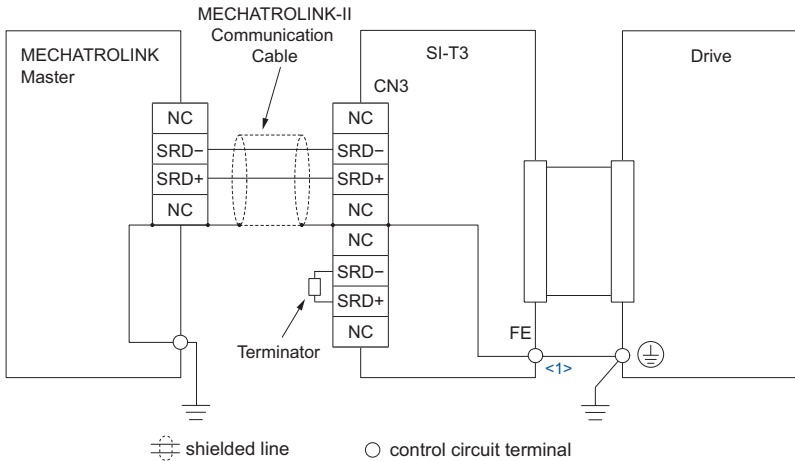 MECHATROLINK-II
Communication
Cable
MECHATROLINK
Master
SI-T3
Drive
CN3
NC
SRD−
SRD+
NC
NC
SRD−
SRD+
NC
NC
SRD−
SRD+
NC
Terminator
FE
<1>
shielded line
control circuit terminal